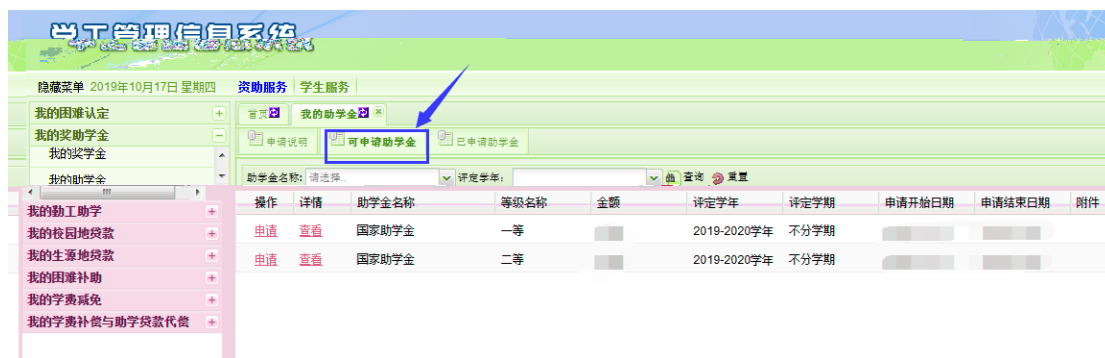 学工管理信息系统
隐藏菜单 2019年10月17日 星期四 资助服务 学生服务
我的困难认定
首页 我的助学金
我的奖助学金
申请说明 可申请助学金 已申请助学金
我的奖学金
我的助学金
助学金名称: 请选择.. 评定学年: 查询 重置
操作 详情 助学金名称 等级名称 金额 评定学年 评定学期 申请开始日期 申请结束日期 附件
我的勤工助学
申请 查看 国家助学金 一等 2019-2020学年 不分学期
我的校园地贷款
我的生源地贷款
申请 查看 国家助学金 二等 2019-2020学年 不分学期
我的困难补助
我的学费减免
我的学费补偿与助学贷款代偿